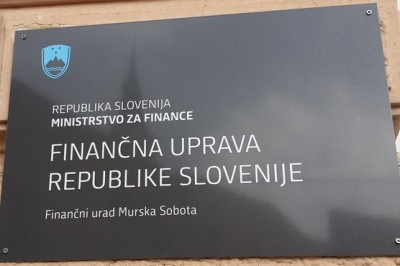 REPUBLIKA SLOVENIJA
MINISTRSTVO ZA FINANCE
FINANČNA UPRAVA
REPUBLIKE SLOVENIJE
Finančni urad Murska Sobota